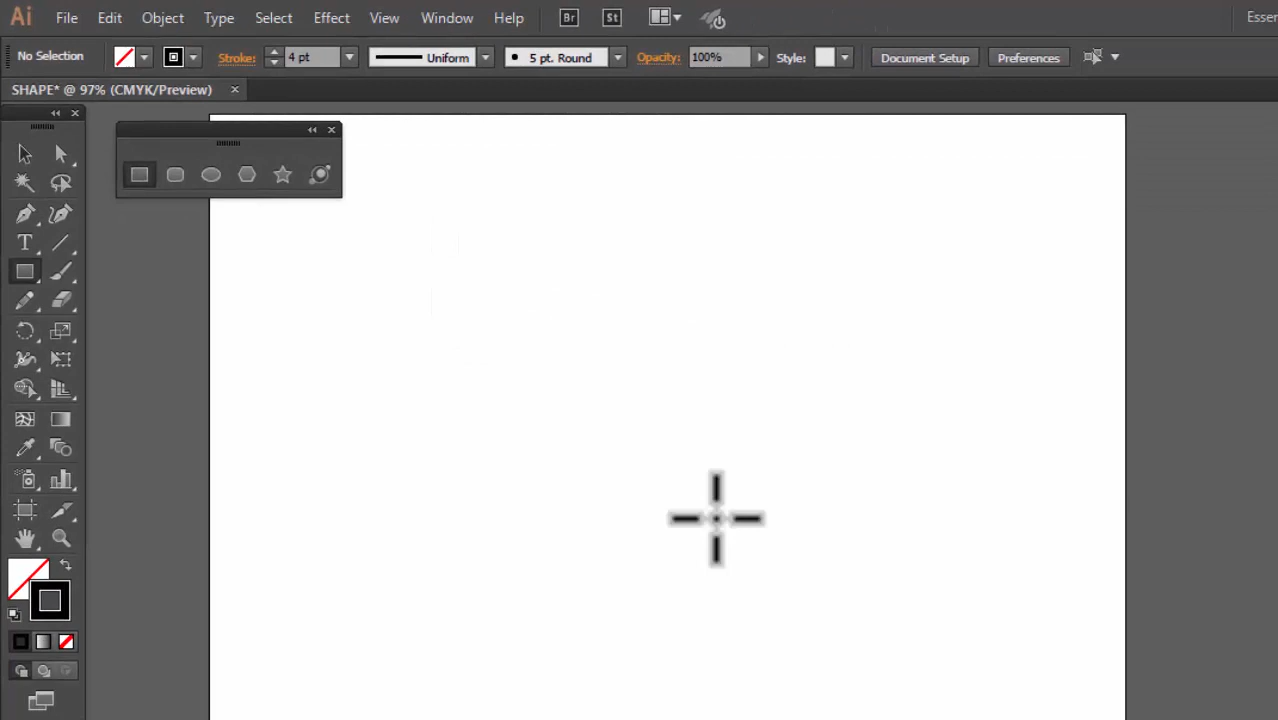 Ai File Edit Object Type Select Effect View Window Help Br St Essen
No Selection Stroke: 4 pt Uniform 5 pt. Round Opacity: 100% Style: Document Setup Preferences
SHAPE* @ 97% (CMYK/Preview)
T